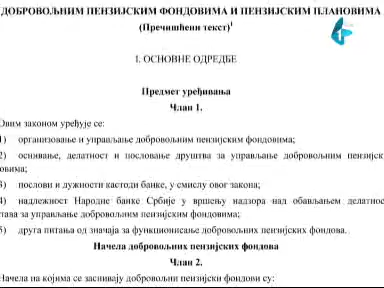 ДОБРОВОЉНИМ ПЕНЗИЈСКИМ ФОНДОВИМА И ПЕНЗИЈСКИМ ПЛАНОВИМА
(Пречишћени текст)¹
I. ОСНОВНЕ ОДРЕДБЕ
Предмет уређивања
Члан 1.
Овим законом уређује се:
1) организовање и управљање добровољним пензијским фондовима;
2) оснивање, делатност и пословање друштва за управљање добровољним пензијск
овима;
3) послови и дужности кастоди банке, у смислу овог закона;
4) надлежност Народне банке Србије у вршењу надзора над обављањем делатнос
тава за управљање добровољним пензијским фондовима;
5) друга питања од значаја за функционисање добровољних пензијских фондова.
Начела добровољних пензијских фондова
Члан 2.
Начела на којима се заснивају добровољни пензијски фондови су: